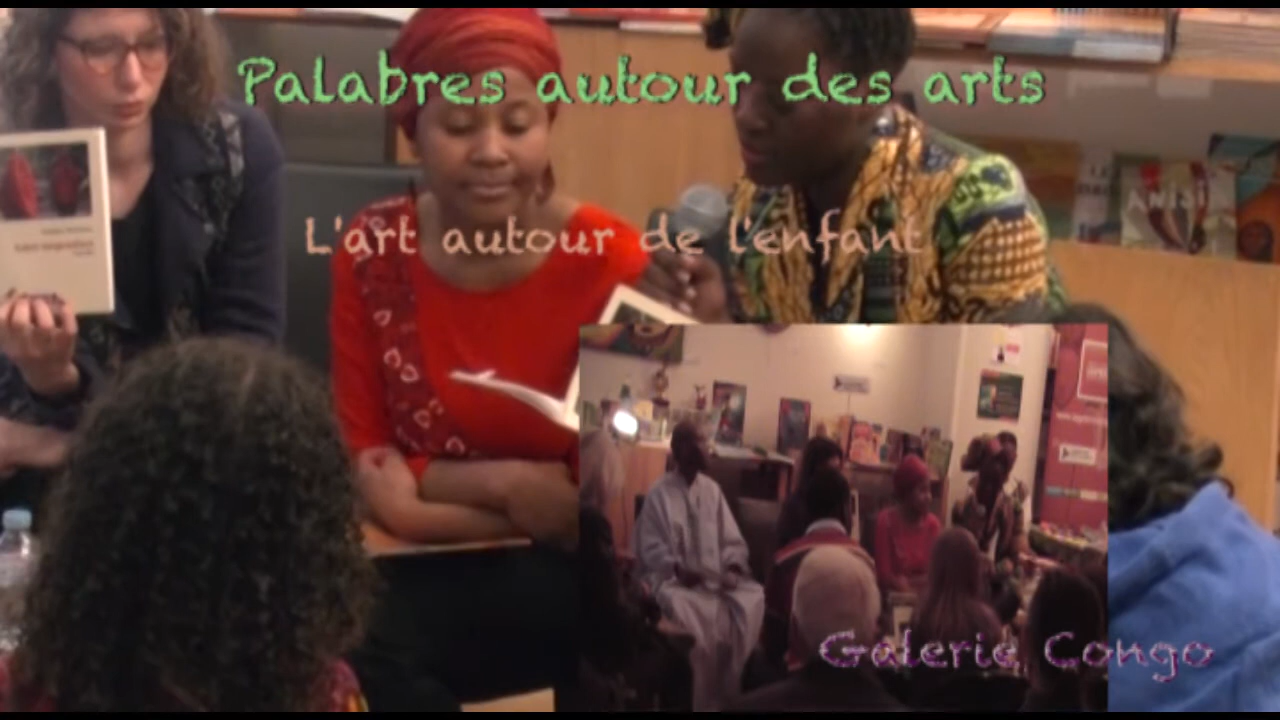 Palabres autour des arts
L'art autour de l'enfant
Galerie Congo